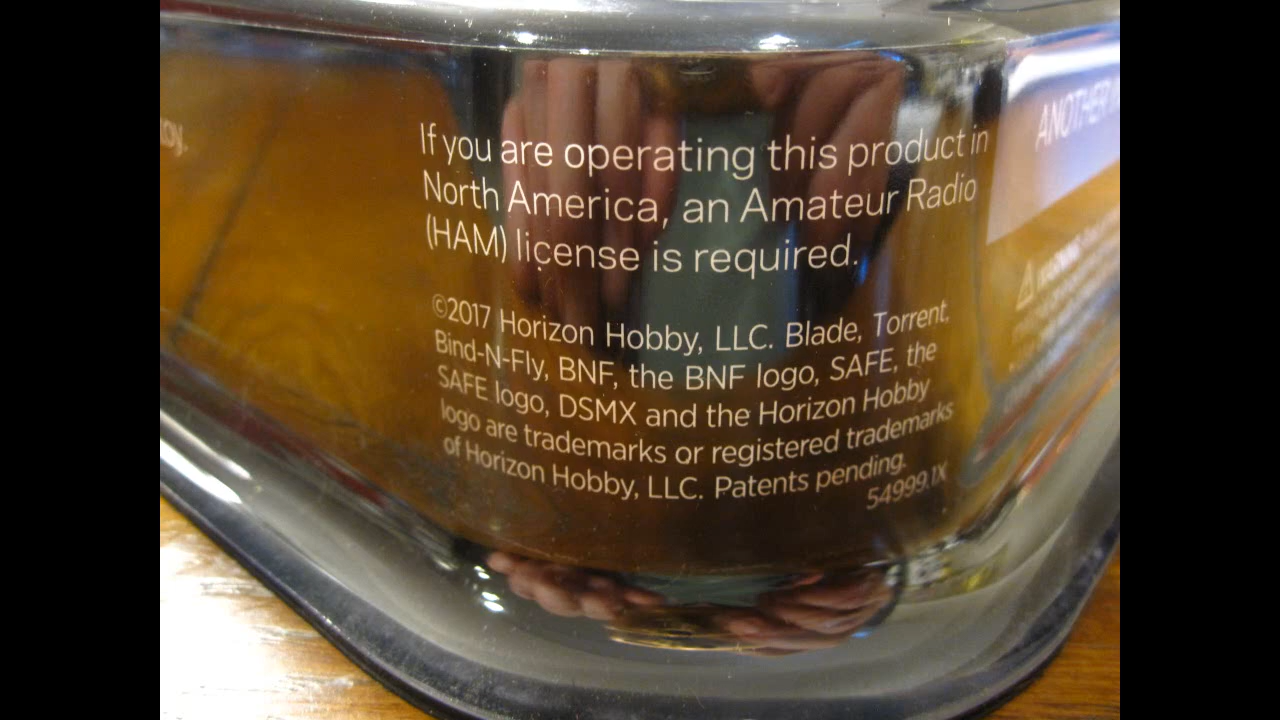 If you are operating this product in
North America, an Amateur Radio
(HAM) license is required.
©2017 Horizon Hobby, LLC. Blade, Torrent,
Bind-N-Fly, BNF, the BNF logo, SAFE, the
SAFE logo, DSMX and the Horizon Hobby
logo are trademarks or registered trademarks
of Horizon Hobby, LLC. Patents pending.
54999.1X
ANOTHER
WARNING: